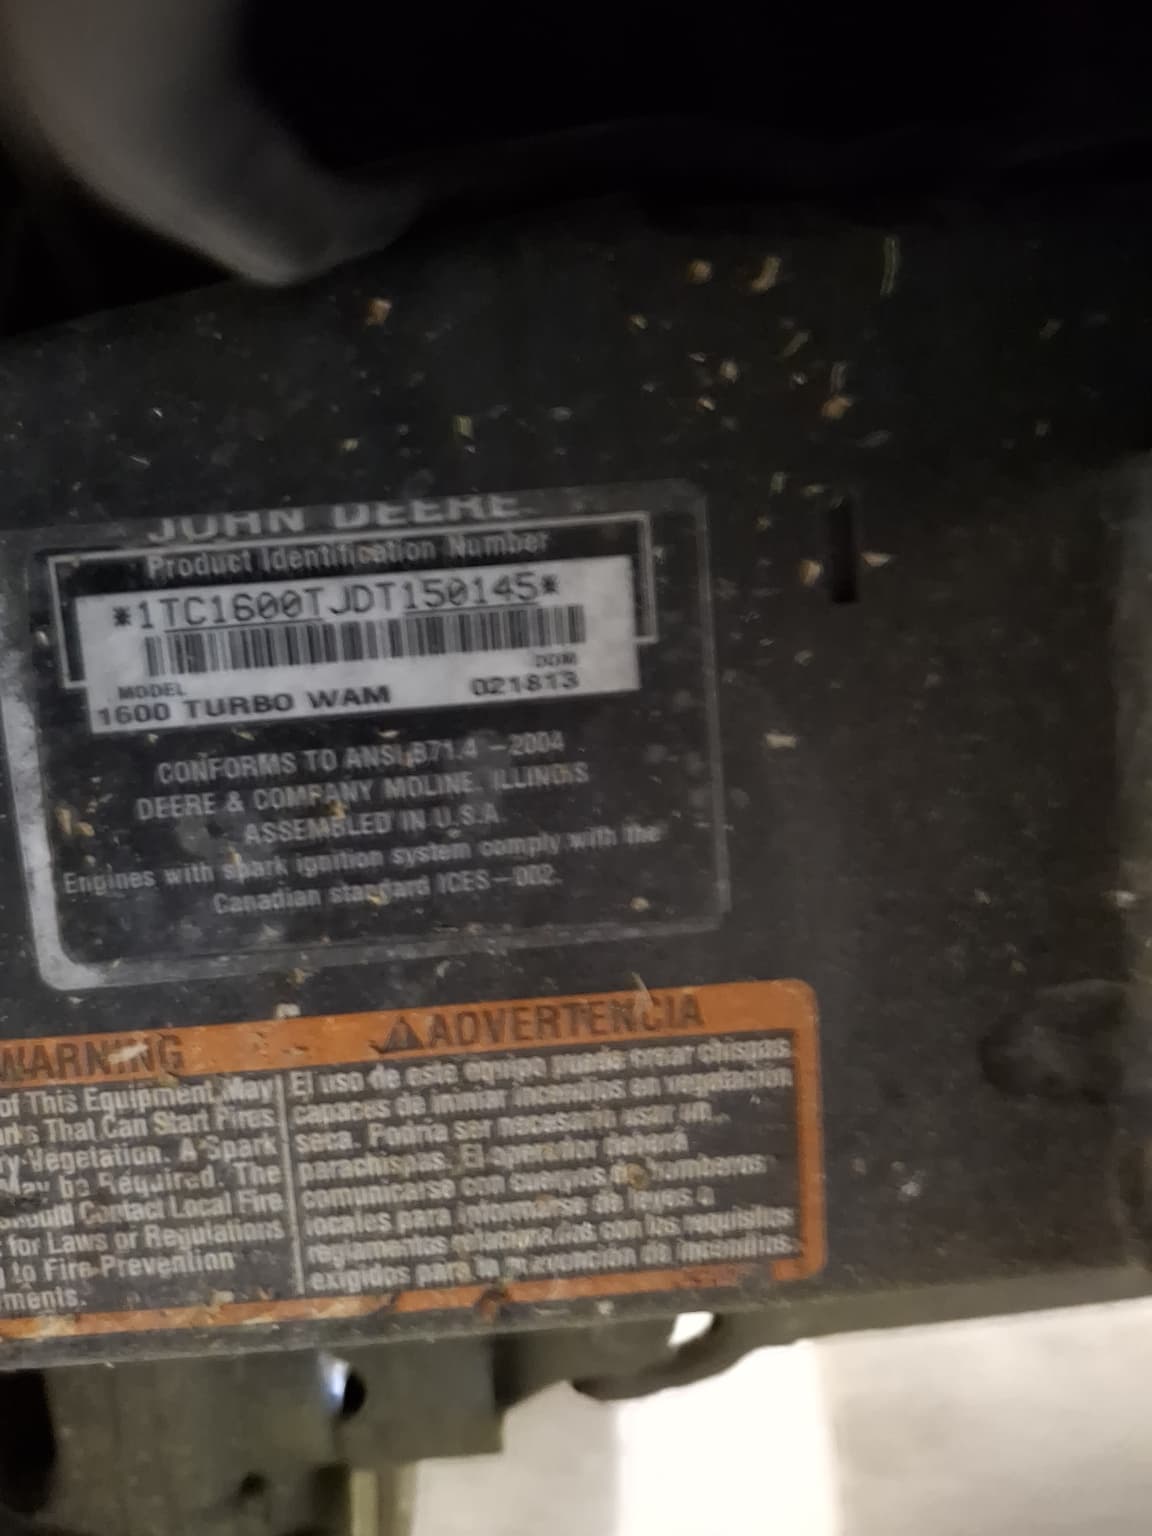 JOHN DEERE
Product Identification Number
*1TC1600TJDT150145*
MODEL DOM
1600 TURBO WAM 021813
CONFORMS TO ANSI B71.4-2004
DEERE & COMPANY MOLINE, ILLINOIS
ASSEMBLED IN U.S.A.
Engines with spark ignition system comply with the
Canadian standard ICES-002.
WARNING
of This Equipment May
That Can Start Fires
Vegetation. A Spark
May be Required. The
Should Contact Local Fire
for Laws or Regulations
to Fire Prevention
ments.
ADVERTENCIA
El uso de este equipo puede crear chispas
capaces de iniciar incendios en vegetación
seca. Podría ser necesario usar un
parachispas. El operador deberá
comunicarse con cuerpos de bomberos
locales para informarse de leyes o
reglamentos relacionados con los requisitos
exigidos para la prevención de incendios.